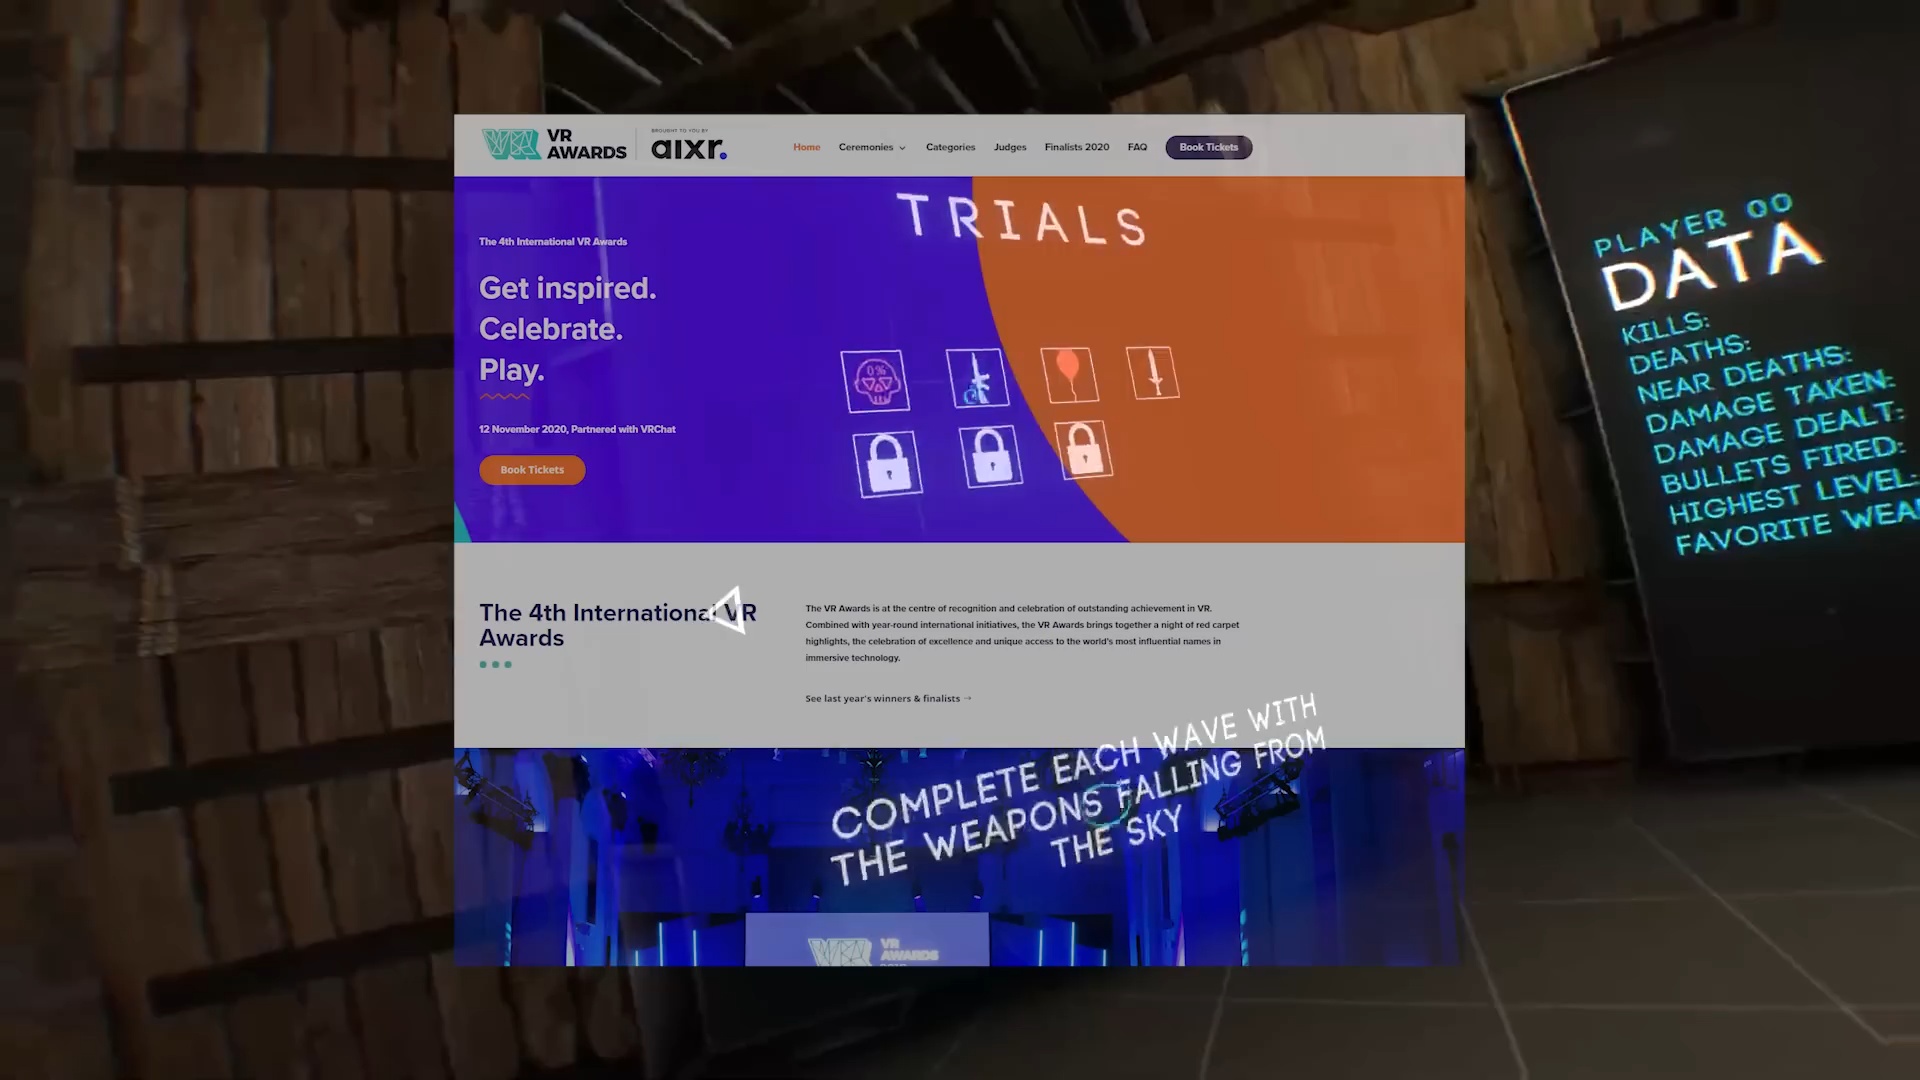 VR
AWARDS
BROUGHT TO YOU BY
aixr.
Home Ceremonies Categories Judges Finalists 2020 FAQ Book Tickets
TRIALS
The 4th International VR Awards
Get inspired.
Celebrate.
Play.
12 November 2020, Partnered with VRChat
Book Tickets
0%
PLAYER 00
DATA
KILLS:
DEATHS:
NEAR DEATHS:
DAMAGE TAKEN:
DAMAGE DEALT:
BULLETS FIRED:
HIGHEST LEVEL:
FAVORITE
The 4th International VR
Awards
The VR Awards is at the centre of recognition and celebration of outstanding achievement in VR.
Combined with year-round international initiatives, the VR Awards brings together a night of red carpet
highlights, the celebration of excellence and unique access to the world's most influential names in
immersive technology.
See last year's winners & finalists →
COMPLETE EACH WAVE WITH
THE WEAPONS FALLING FROM
THE SKY
VR
AWARDS